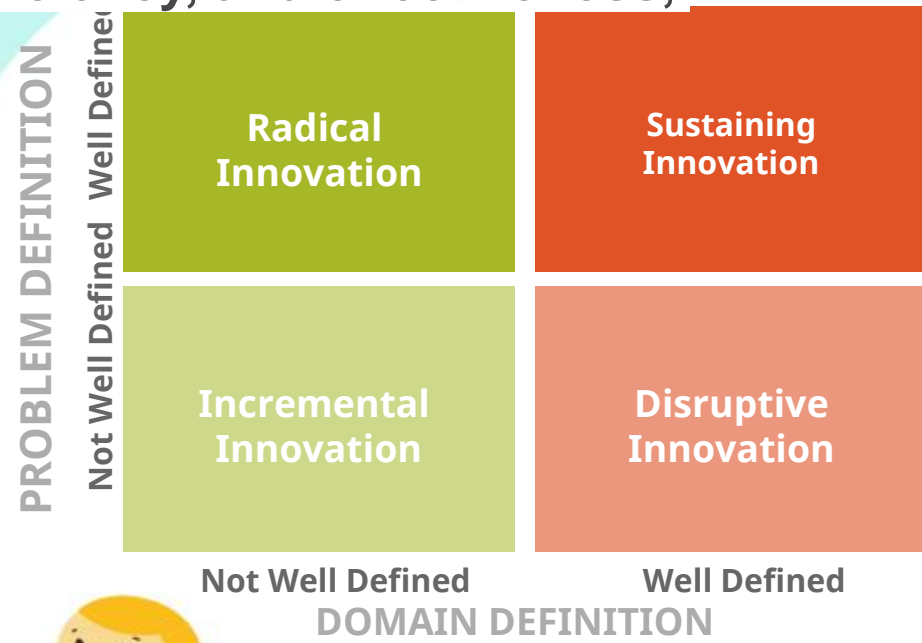 PROBLEM DEFINITION
Well Defined
Not Well Defined
Radical
Innovation
Sustaining
Innovation
Incremental
Innovation
Disruptive
Innovation
Not Well Defined
Well Defined
DOMAIN DEFINITION